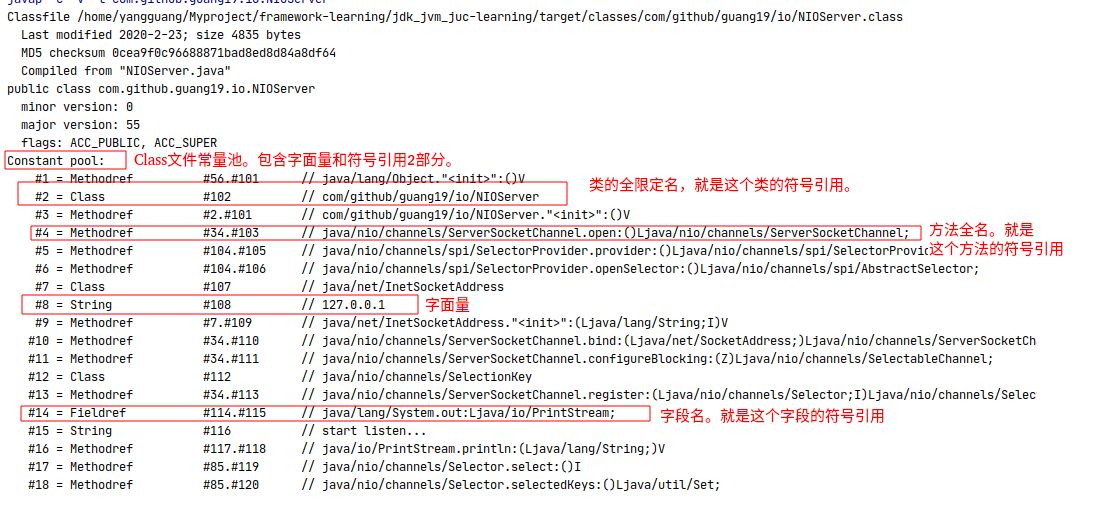 javap -c -v -l com.github.guang19.io.NIOServer
Classfile /home/yangguang/Myproject/framework-learning/jdk_jvm_juc-learning/target/classes/com/github/guang19/io/NIOServer.class
Last modified 2020-2-23; size 4835 bytes
MD5 checksum 0cea9f0c96688871bad8ed8d84a8df64
Compiled from "NIOServer.java"
public class com.github.guang19.io.NIOServer
minor version: 0
major version: 55
flags: ACC_PUBLIC, ACC_SUPER
Constant pool: Class文件常量池。包含字面量和符号引用2部分。
#1 = Methodref #56.#101 // java/lang/Object."<init>":()V
类的全限定名，就是这个类的符号引用。
#2 = Class #102 // com/github/guang19/io/NIOServer
#3 = Methodref #2.#101 // com/github/guang19/io/NIOServer."<init>":()V
#4 = Methodref #34.#103 // java/nio/channels/ServerSocketChannel.open:()Ljava/nio/channels/ServerSocketChannel;
方法全名。就是
这个方法的符号引用
#5 = Methodref #104.#105 // java/nio/channels/spi/SelectorProvider.provider:()Ljava/nio/channels/spi/SelectorProvi
#6 = Methodref #104.#106 // java/nio/channels/spi/SelectorProvider.openSelector:()Ljava/nio/channels/spi/AbstractSelector;
#7 = Class #107 // java/net/InetSocketAddress
#8 = String #108 // 127.0.0.1 字面量
#9 = Methodref #7.#109 // java/net/InetSocketAddress."<init>":(Ljava/lang/String;I)V
#10 = Methodref #34.#110 // java/nio/channels/ServerSocketChannel.bind:(Ljava/net/SocketAddress;)Ljava/nio/channels/ServerSocketCh
#11 = Methodref #34.#111 // java/nio/channels/ServerSocketChannel.configureBlocking:(Z)Ljava/nio/channels/SelectableChannel;
#12 = Class #112 // java/nio/channels/SelectionKey
#13 = Methodref #34.#113 // java/nio/channels/ServerSocketChannel.register:(Ljava/nio/channels/Selector;I)Ljava/nio/channels/Selec
#14 = Fieldref #114.#115 // java/lang/System.out:Ljava/io/PrintStream; 字段名。就是这个字段的符号引用
#15 = String #116 // start listen...
#16 = Methodref #117.#118 // java/io/PrintStream.println:(Ljava/lang/String;)V
#17 = Methodref #85.#119 // java/nio/channels/Selector.select:()I
#18 = Methodref #85.#120 // java/nio/channels/Selector.selectedKeys:()Ljava/util/Set;